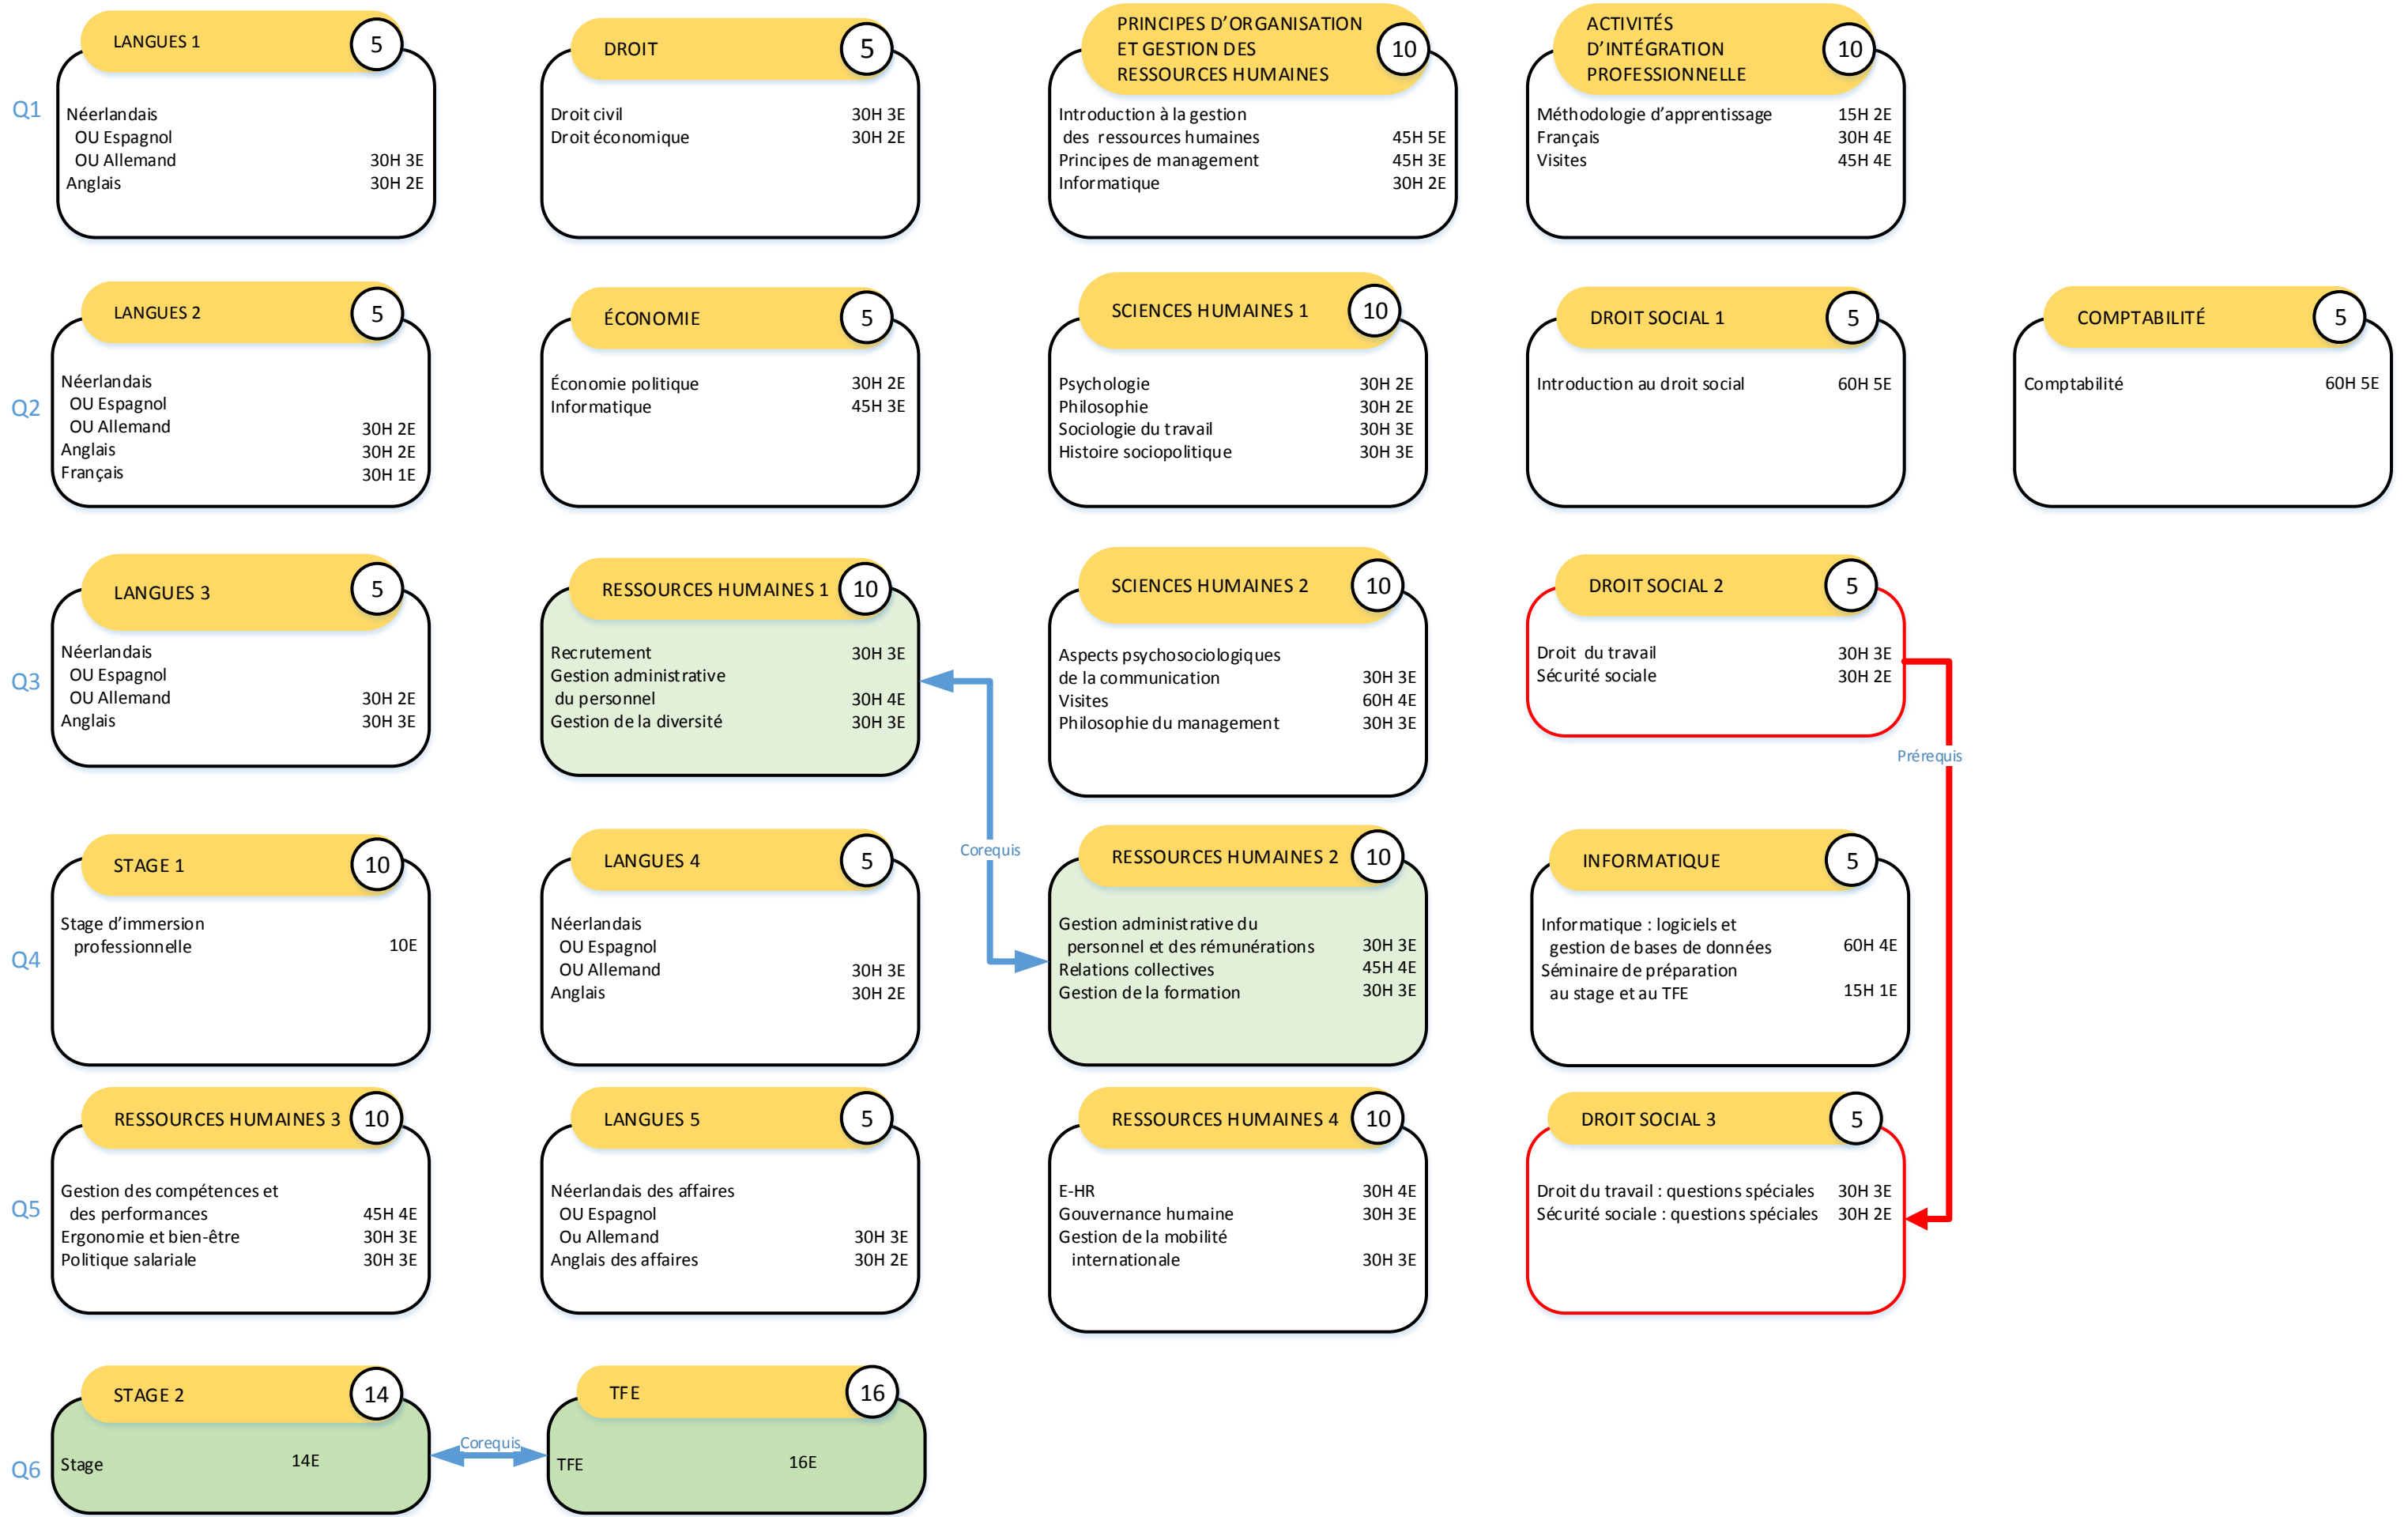 LANGUES 1 5
Q1
Néerlandais
OU Espagnol
OU Allemand 30H 3E
Anglais 30H 2E
DROIT 5
Droit civil 30H 3E
Droit économique 30H 2E
PRINCIPES D’ORGANISATION
ET GESTION DES
RESSOURCES HUMAINES
10
Introduction à la gestion
des ressources humaines 45H 5E
Principes de management 45H 3E
Informatique 30H 2E
ACTIVITÉS
D’INTÉGRATION
PROFESSIONNELLE
10
Méthodologie d’apprentissage 15H 2E
Français 30H 4E
Visites 45H 4E
LANGUES 2 5
Q2
Néerlandais
OU Espagnol
OU Allemand 30H 2E
Anglais 30H 2E
Français 30H 1E
ÉCONOMIE 5
Économie politique 30H 2E
Informatique 45H 3E
SCIENCES HUMAINES 1 10
Psychologie 30H 2E
Philosophie 30H 2E
Sociologie du travail 30H 3E
Histoire sociopolitique 30H 3E
DROIT SOCIAL 1 5
Introduction au droit social 60H 5E
COMPTABILITÉ 5
Comptabilité 60H 5E
LANGUES 3 5
Q3
Néerlandais
OU Espagnol
OU Allemand 30H 2E
Anglais 30H 3E
RESSOURCES HUMAINES 1 10
Recrutement 30H 3E
Gestion administrative
du personnel 30H 4E
Gestion de la diversité 30H 3E
SCIENCES HUMAINES 2 10
Aspects psychosociologiques
de la communication 30H 3E
Visites 60H 4E
Philosophie du management 30H 3E
DROIT SOCIAL 2 5
Droit du travail 30H 3E
Sécurité sociale 30H 2E
Prérequis
Corequis
STAGE 1 10
Q4
Stage d’immersion
professionnelle 10E
LANGUES 4 5
Néerlandais
OU Espagnol
OU Allemand 30H 3E
Anglais 30H 2E
RESSOURCES HUMAINES 2 10
Gestion administrative du
personnel et des rémunérations 30H 3E
Relations collectives 45H 4E
Gestion de la formation 30H 3E
INFORMATIQUE 5
Informatique : logiciels et
gestion de bases de données 60H 4E
Séminaire de préparation
au stage et au TFE 15H 1E
RESSOURCES HUMAINES 3 10
Q5
Gestion des compétences et
des performances 45H 4E
Ergonomie et bien-être 30H 3E
Politique salariale 30H 3E
LANGUES 5 5
Néerlandais des affaires
OU Espagnol
Ou Allemand 30H 3E
Anglais des affaires 30H 2E
RESSOURCES HUMAINES 4 10
E-HR 30H 4E
Gouvernance humaine 30H 3E
Gestion de la mobilité
internationale 30H 3E
DROIT SOCIAL 3 5
Droit du travail : questions spéciales 30H 3E
Sécurité sociale : questions spéciales 30H 2E
STAGE 2 14
Q6
Stage 14E
Corequis
TFE 16
TFE 16E